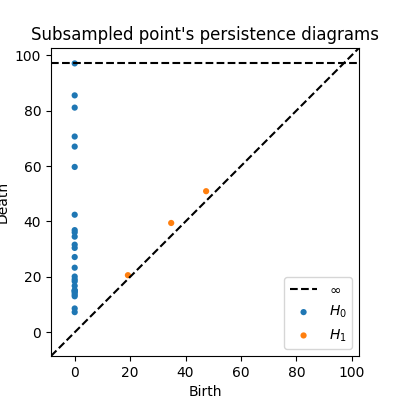 Subsampled point's persistence diagrams
100
80
60
40
20
0
Death
0 20 40 60 80 100
Birth
∞
H₀
H₁